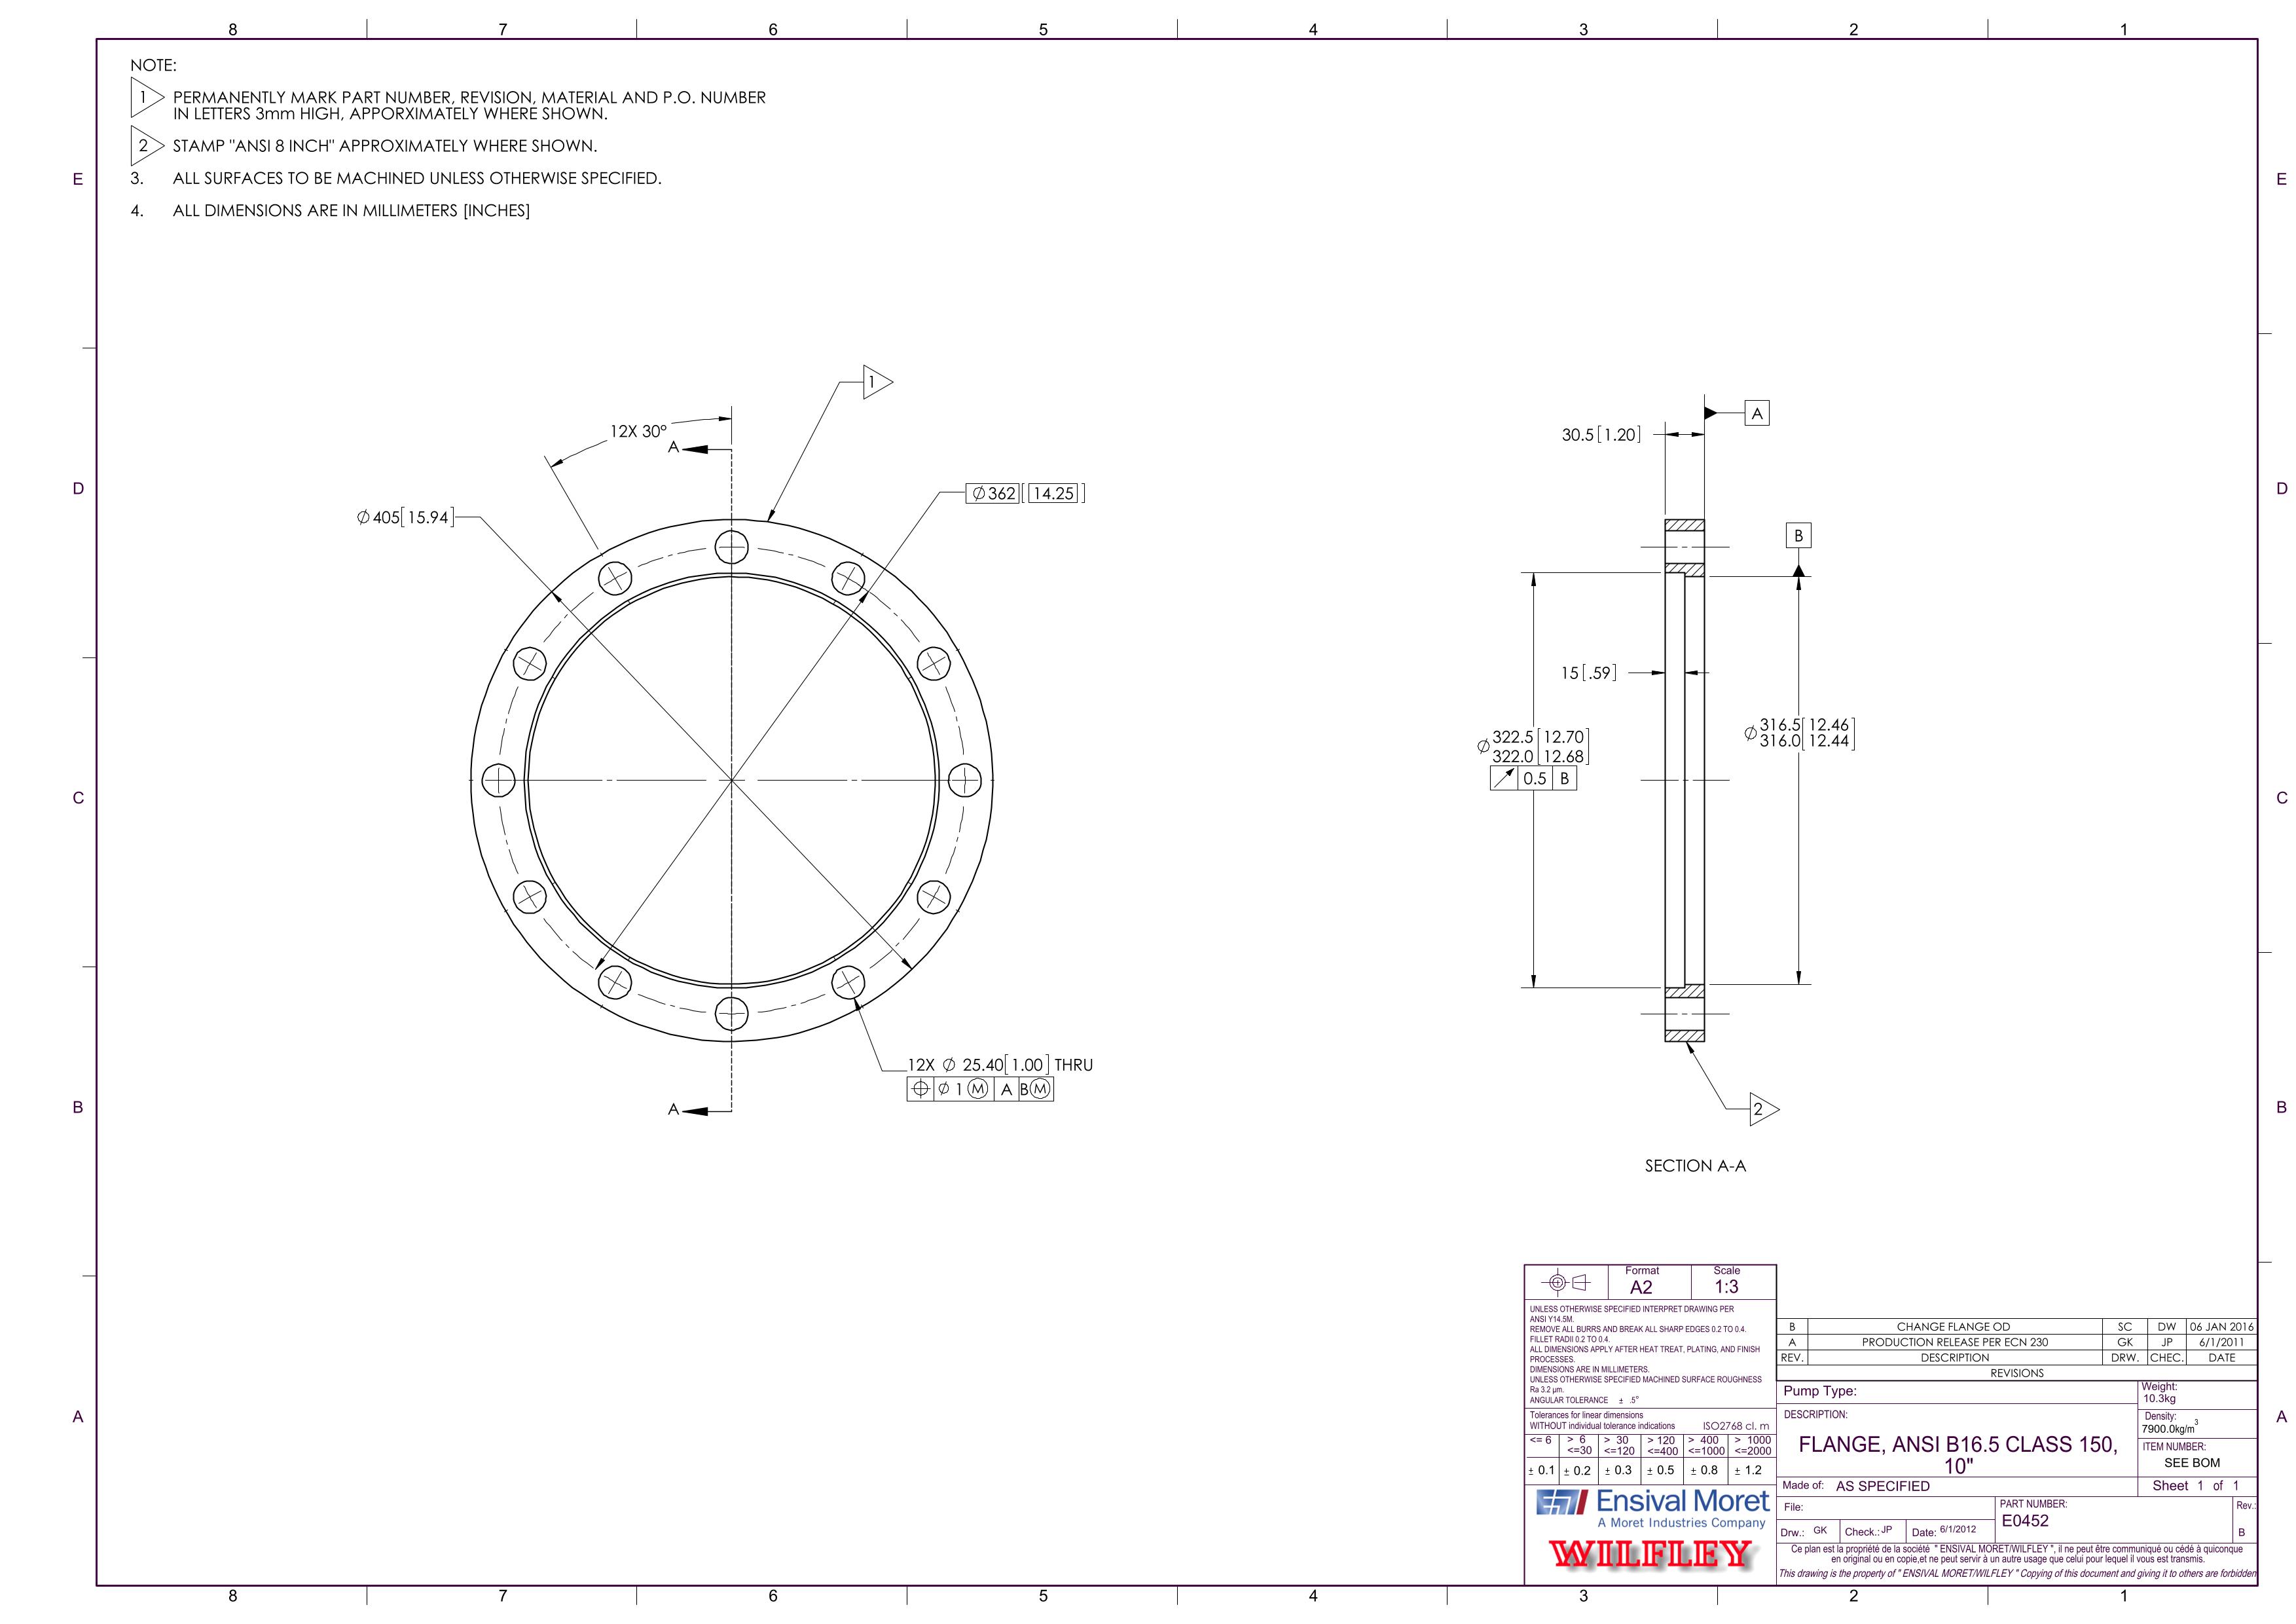 8 7 6 5 4 3 2 1
NOTE:
1 PERMANENTLY MARK PART NUMBER, REVISION, MATERIAL AND P.O. NUMBER
IN LETTERS 3mm HIGH, APPORXIMATELY WHERE SHOWN.
2 STAMP "ANSI 8 INCH" APPROXIMATELY WHERE SHOWN.
3. ALL SURFACES TO BE MACHINED UNLESS OTHERWISE SPECIFIED.
4. ALL DIMENSIONS ARE IN MILLIMETERS [INCHES]
E E
D D
C C
B B
A A
1
12X 30°
A
⌀362[14.25]
⌀405[15.94]
12X ⌀ 25.40[1.00] THRU
⌖ ⌀ 1 Ⓜ A B Ⓜ
A
A
30.5[1.20]
B
15[.59]
⌀316.5[12.46]
316.0[12.44]
⌀322.5[12.70]
322.0[12.68]
↗ 0.5 B
2
SECTION A-A
Format
A2
Scale
1:3
UNLESS OTHERWISE SPECIFIED INTERPRET DRAWING PER
ANSI Y14.5M.
REMOVE ALL BURRS AND BREAK ALL SHARP EDGES 0.2 TO 0.4.
FILLET RADII 0.2 TO 0.4.
ALL DIMENSIONS APPLY AFTER HEAT TREAT, PLATING, AND FINISH
PROCESSES.
DIMENSIONS ARE IN MILLIMETERS.
UNLESS OTHERWISE SPECIFIED MACHINED SURFACE ROUGHNESS
Ra 3.2 µm.
ANGULAR TOLERANCE ± .5°
Tolerances for linear dimensions
WITHOUT individual tolerance indications ISO2768 cl. m
<= 6 > 6 > 30 > 120 > 400 > 1000
<=30 <=120 <=400 <=1000 <=2000
± 0.1 ± 0.2 ± 0.3 ± 0.5 ± 0.8 ± 1.2
Ensival Moret
A Moret Industries Company
WILFLEY
B CHANGE FLANGE OD SC DW 06 JAN 2016
A PRODUCTION RELEASE PER ECN 230 GK JP 6/1/2011
REV. DESCRIPTION DRW. CHEC. DATE
REVISIONS
Pump Type:
Weight:
10.3kg
DESCRIPTION:
FLANGE, ANSI B16.5 CLASS 150,
10"
Density:
7900.0kg/m3
ITEM NUMBER:
SEE BOM
Made of: AS SPECIFIED
Sheet 1 of 1
File:
PART NUMBER:
E0452
Rev.:
B
Drw.: GK Check.: JP Date: 6/1/2012
Ce plan est la propriété de la société " ENSIVAL MORET/WILFLEY ", il ne peut être communiqué ou cédé à quiconque
en original ou en copie,et ne peut servir à un autre usage que celui pour lequel il vous est transmis.
This drawing is the property of " ENSIVAL MORET/WILFLEY " Copying of this document and giving it to others are forbidden
8 7 6 5 4 3 2 1